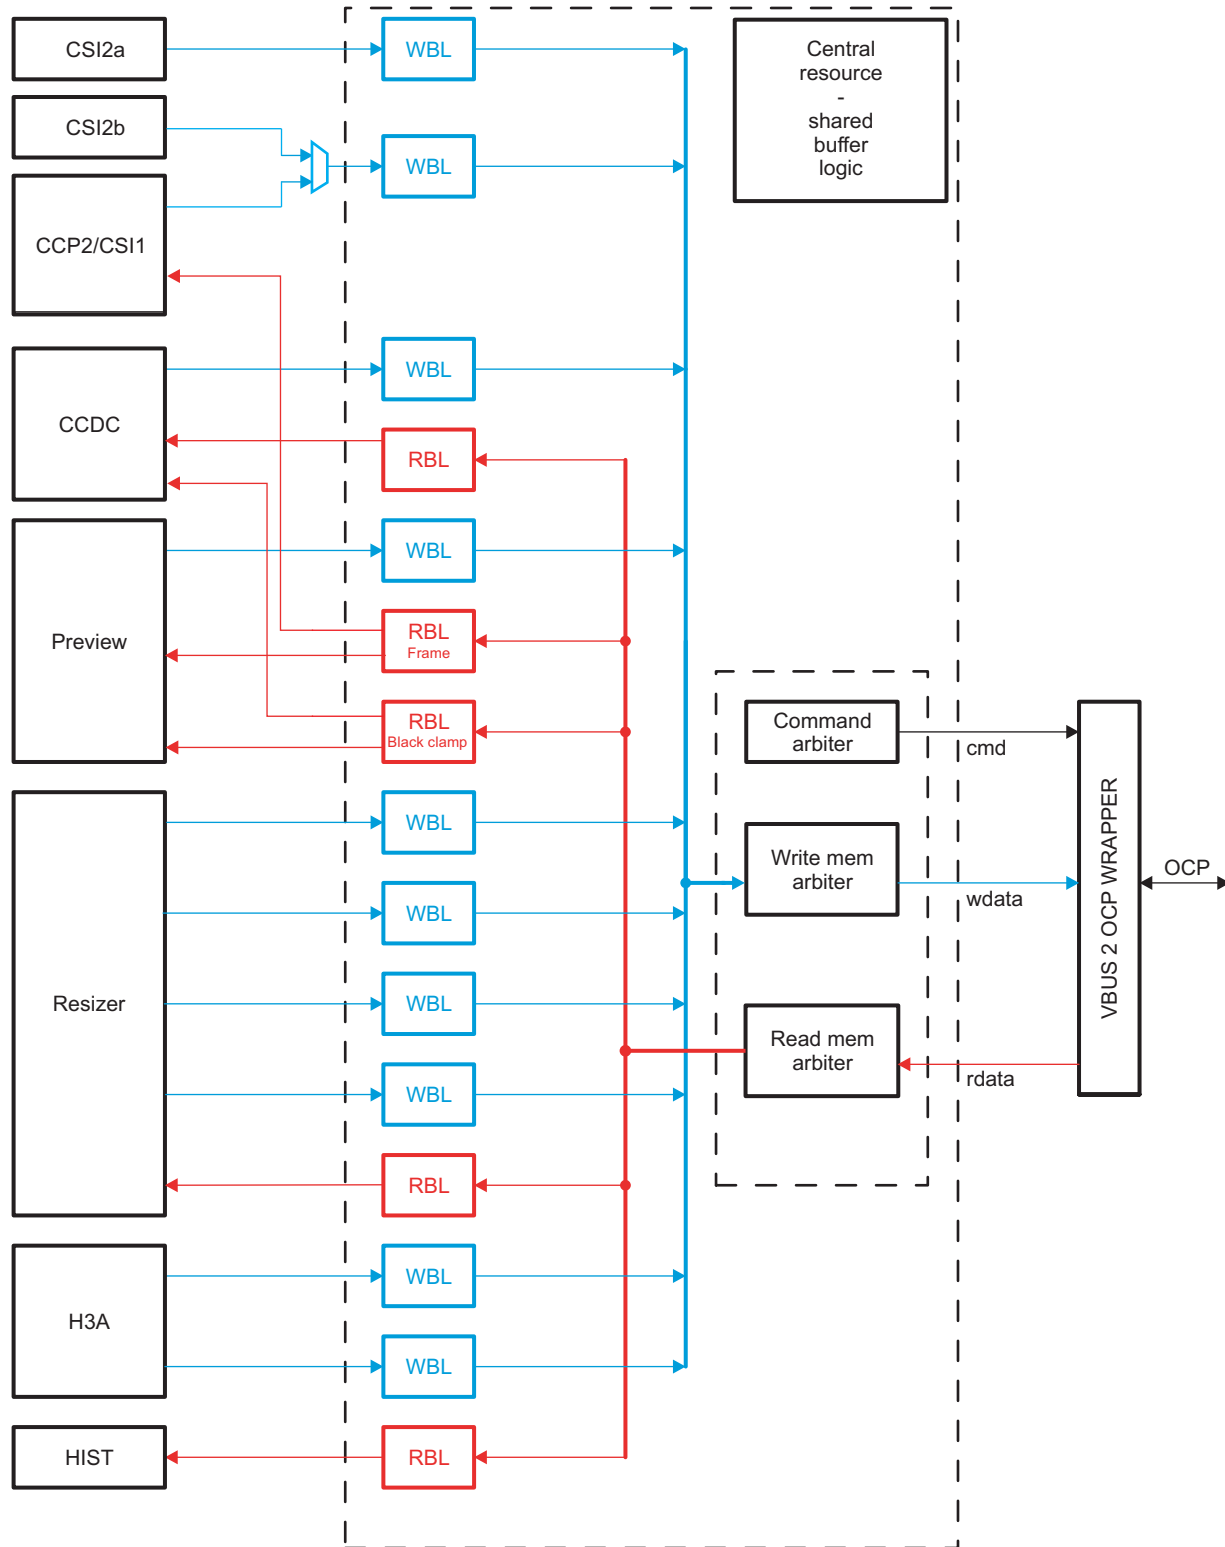 CSI2a
WBL
Central
resource
-
shared
buffer
logic
CSI2b
WBL
CCP2/CSI1
WBL
CCDC
RBL
WBL
Preview
RBL
Frame
RBL
Black clamp
Command
arbiter
cmd
WBL
Write mem
arbiter
wdata
VBUS 2 OCP WRAPPER
OCP
WBL
Resizer
WBL
Read mem
arbiter
rdata
WBL
RBL
WBL
H3A
WBL
HIST
RBL